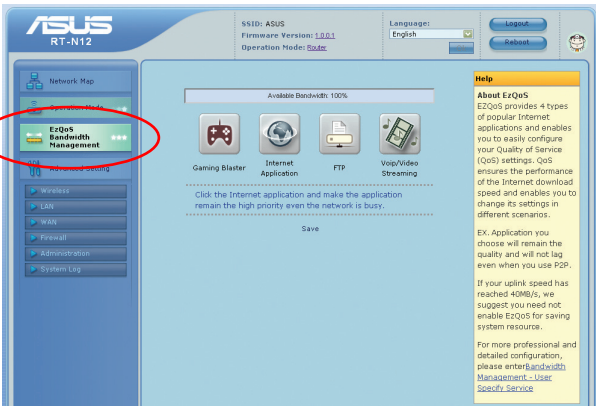 ASUS
RT-N12
SSID: ASUS
Firmware Version: 1.0.0.1
Operation Mode: Router
Language:
English
Logout
Reboot
Network Map
Operation Mode
EzQoS
Bandwidth
Management
Advanced Setting
Wireless
LAN
WAN
Firewall
Administration
System Log
Available Bandwidth: 100%
Gaming Blaster
Internet
Application
FTP
Voip/Video
Streaming
Click the Internet application and make the application
remain the high priority even the network is busy.
Save
Help
About EzQoS
EZQoS provides 4 types
of popular Internet
applications and enables
you to easily configure
your Quality of Service
(QoS) settings. QoS
ensures the performance
of the Internet download
speed and enables you to
change its settings in
different scenarios.
EX. Application you
choose will remain the
quality and will not lag
even when you use P2P.
If your uplink speed has
reached 40MB/s, we
suggest you need not
enable EzQoS for saving
system resource.
For more professional and
detailed configuration,
please enterBandwidth
Management - User
Specify Service